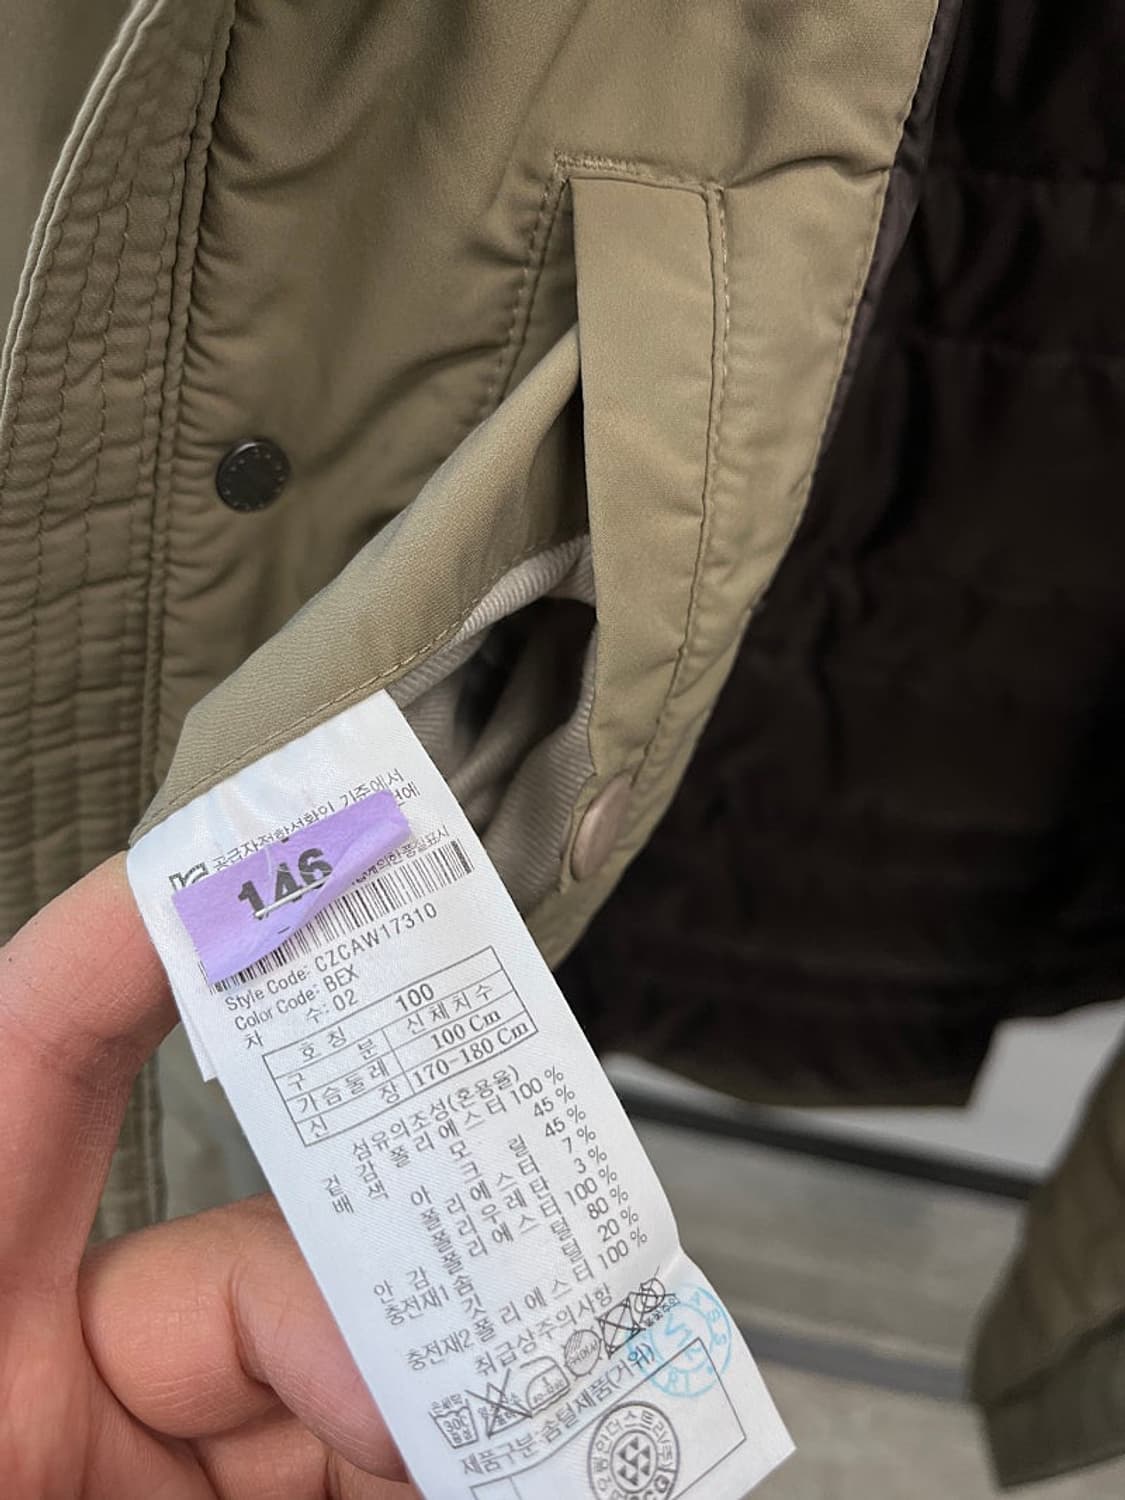 공급자적합성확인 기준에서
146
Style Code: CZCAW17310
Color Code: BEX
차 수: 02
호 칭 100
구 분 신체치수
가슴둘레 100 Cm
신 장 170-180 Cm
섬유의조성(혼용율)
겉 감 폴 리 에 스 터 100 %
배 색 모 45 %
아 크 릴 45 %
폴 리 에 스 터 7 %
폴 리 우 레 탄 3 %
안 감 폴 리 에 스 터 100 %
충전재1 솜 털 80 %
깃 털 20 %
충전재2 폴 리 에 스 터 100 %
취급상주의사항
손세탁
30℃
제품구분:솜털제품(거위)